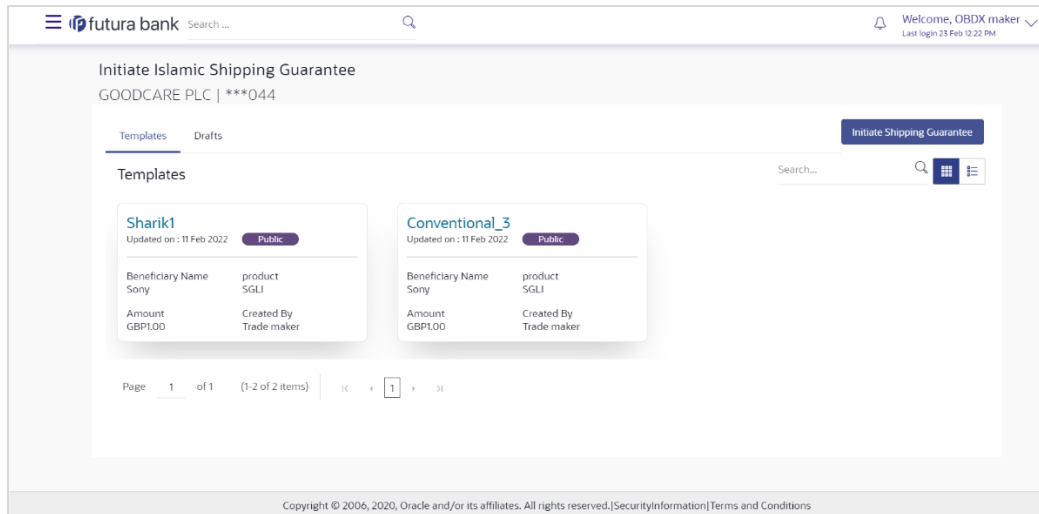 futura bank Search ... Welcome, OBDX maker
Last login 23 Feb 12:22 PM
Initiate Islamic Shipping Guarantee
GOODCARE PLC | ***044
Templates Drafts Initiate Shipping Guarantee
Templates Search...
Sharik1 Conventional_3
Updated on : 11 Feb 2022 Public Updated on : 11 Feb 2022 Public
Beneficiary Name product Beneficiary Name product
Sony SGLI Sony SGLI
Amount Created By Amount Created By
GBP1.00 Trade maker GBP1.00 Trade maker
Page 1 of 1 (1-2 of 2 items) 1
Copyright © 2006, 2020, Oracle and/or its affiliates. All rights reserved.|SecurityInformation|Terms and Conditions